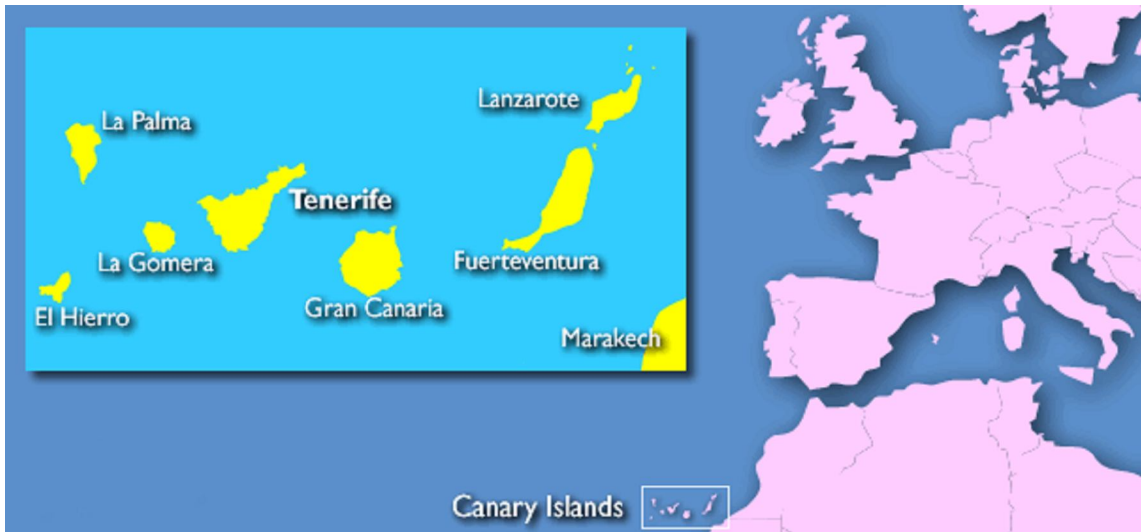 Lanzarote
La Palma
Tenerife
La Gomera
Fuerteventura
El Hierro
Gran Canaria
Marakech
Canary Islands